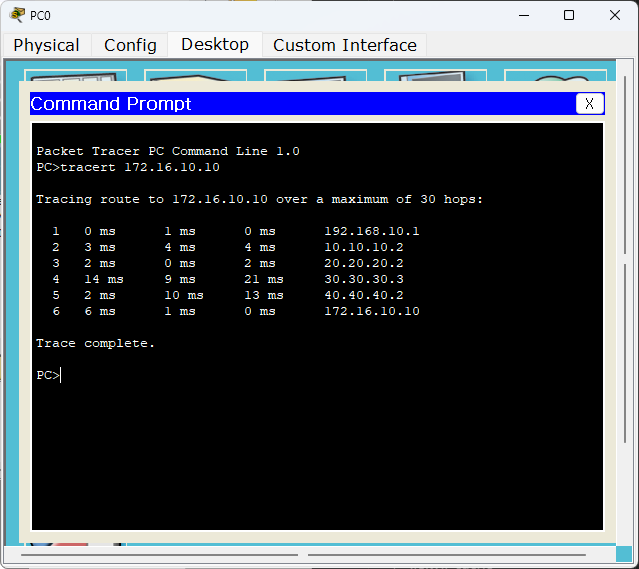 PC0
Physical Config Desktop Custom Interface
Command Prompt X
Packet Tracer PC Command Line 1.0
PC>tracert 172.16.10.10
Tracing route to 172.16.10.10 over a maximum of 30 hops:
1 0 ms 1 ms 0 ms 192.168.10.1
2 3 ms 4 ms 4 ms 10.10.10.2
3 2 ms 0 ms 2 ms 20.20.20.2
4 14 ms 9 ms 21 ms 30.30.30.3
5 2 ms 10 ms 13 ms 40.40.40.2
6 6 ms 1 ms 0 ms 172.16.10.10
Trace complete.
PC>